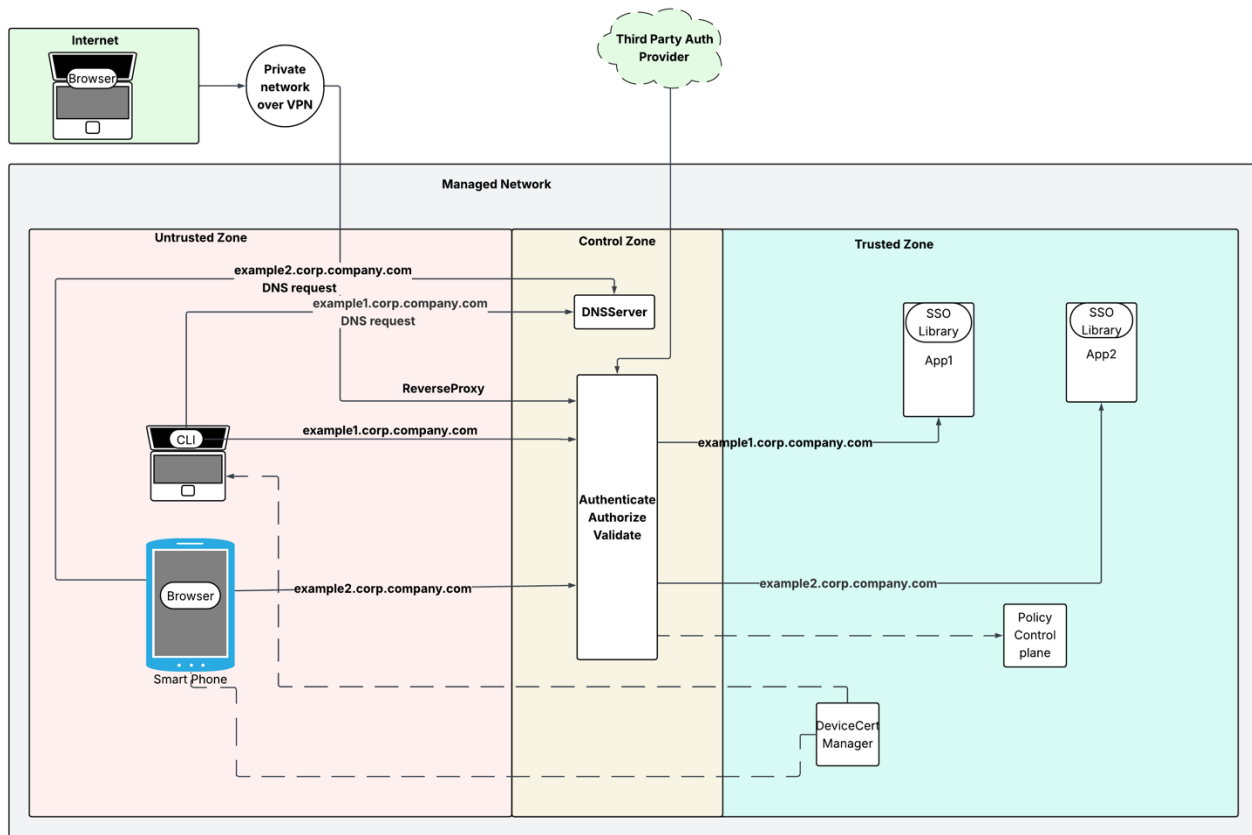 Internet
Browser
Private
network
over VPN
Third Party Auth
Provider
Managed Network
Untrusted Zone
Control Zone
Trusted Zone
example2.corp.company.com
DNS request
example1.corp.company.com
DNS request
DNSServer
SSO
Library
App1
SSO
Library
App2
ReverseProxy
CLI
example1.corp.company.com
example1.corp.company.com
Authenticate
Authorize
Validate
Browser
example2.corp.company.com
example2.corp.company.com
Policy
Control
plane
Smart Phone
DeviceCert
Manager